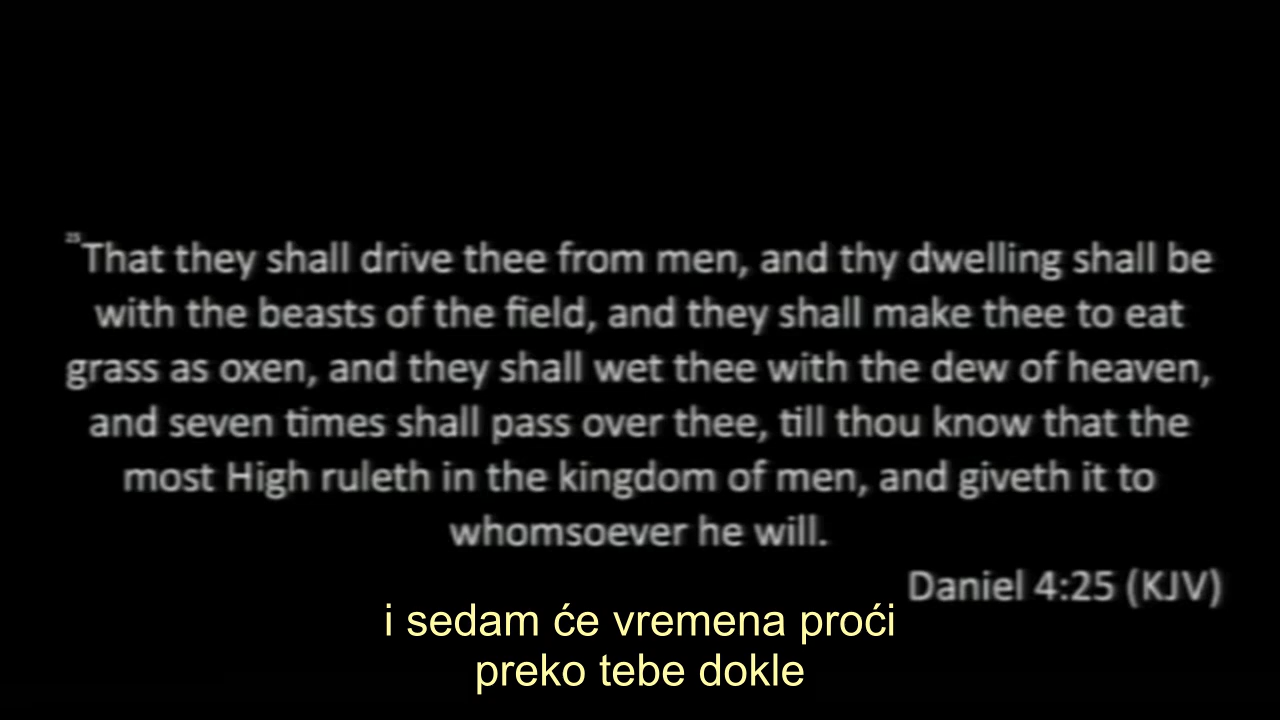 25That they shall drive thee from men, and thy dwelling shall be
with the beasts of the field, and they shall make thee to eat
grass as oxen, and they shall wet thee with the dew of heaven,
and seven times shall pass over thee, till thou know that the
most High ruleth in the kingdom of men, and giveth it to
whomsoever he will.
Daniel 4:25 (KJV)
i sedam će vremena proći
preko tebe dokle